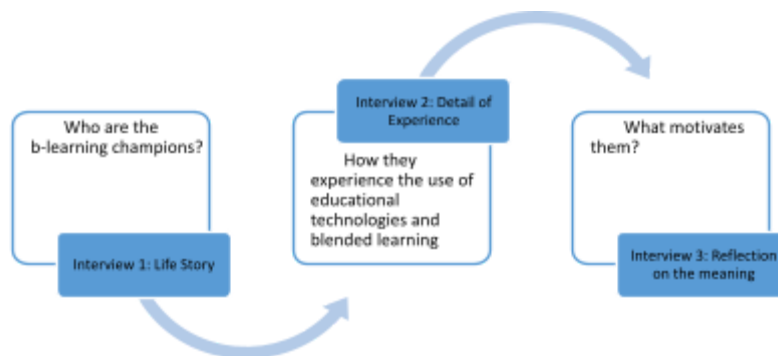 Who are the
b-learning champions?
Interview 1: Life Story
Interview 2: Detail of
Experience
How they
experience the use of
educational
technologies and
blended learning
What motivates
them?
Interview 3: Reflection
on the meaning